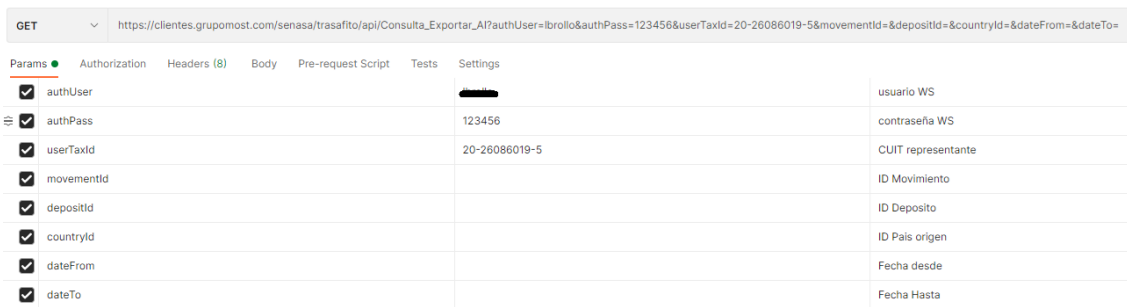 GET https://clientes.grupomost.com/senasa/trasafito/api/Consulta_Exportar_AI?authUser=lbrollo&authPass=123456&userTaxId=20-26086019-5&movementId=&depositId=&countryId=&dateFrom=&dateTo=
Params Authorization Headers (8) Body Pre-request Script Tests Settings
authUser usuario WS
authPass 123456 contraseña WS
userTaxId 20-26086019-5 CUIT representante
movementId ID Movimiento
depositId ID Deposito
countryId ID Pais origen
dateFrom Fecha desde
dateTo Fecha Hasta